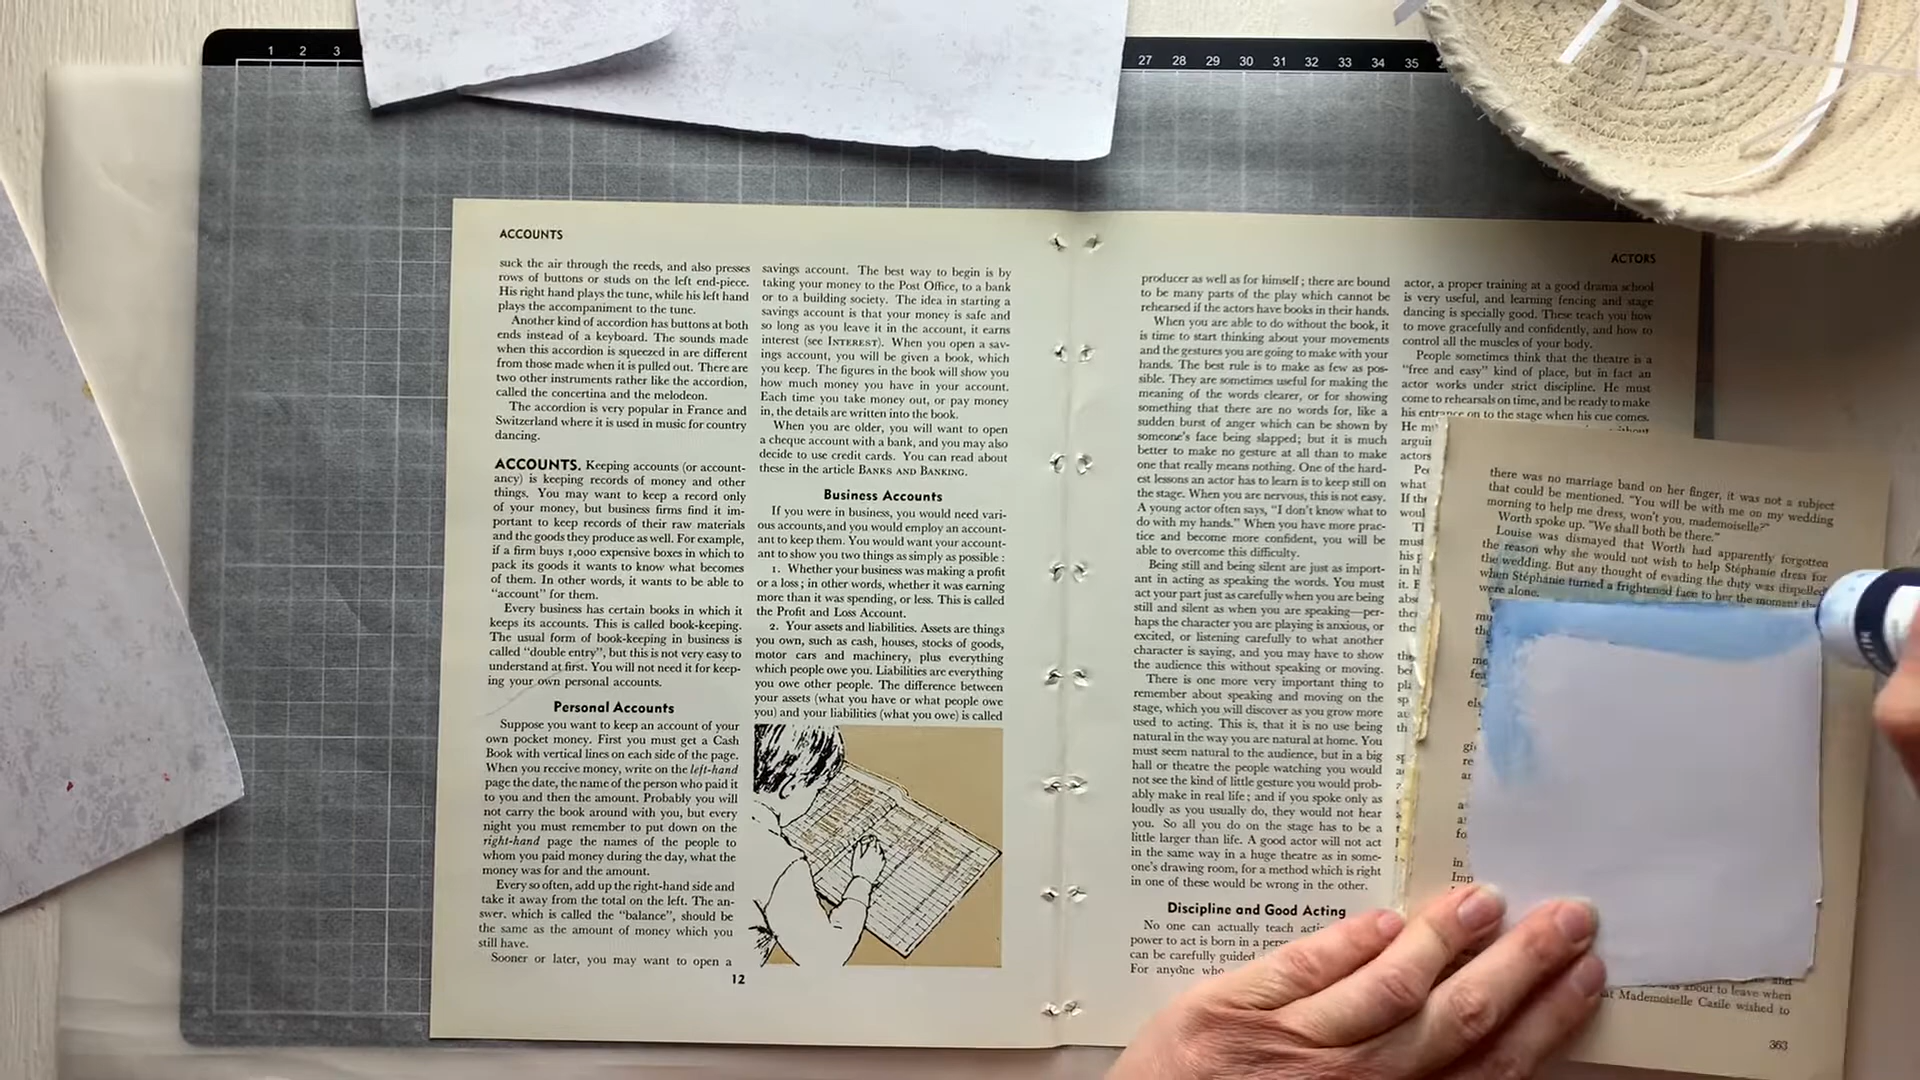 1 2 3
27 28 29 30 31 32 33 34 35
ACCOUNTS
suck the air through the reeds, and also presses
rows of buttons or studs on the left end-piece.
His right hand plays the tune, while his left hand
plays the accompaniment to the tune.
Another kind of accordion has buttons at both
ends instead of a keyboard. The sounds made
when this accordion is squeezed in are different
from those made when it is pulled out. There are
two other instruments rather like the accordion,
called the concertina and the melodeon.
The accordion is very popular in France and
Switzerland where it is used in music for country
dancing.
ACCOUNTS. Keeping accounts (or account-
ancy) is keeping records of money and other
things. You may want to keep a record only
of your money, but business firms find it im-
portant to keep records of their raw materials
and the goods they produce as well. For example,
if a firm buys 1,000 expensive boxes in which to
pack its goods it wants to know what becomes
of them. In other words, it wants to be able to
"account" for them.
Every business has certain books in which it
keeps its accounts. This is called book-keeping.
The usual form of book-keeping in business is
called "double entry", but this is not very easy to
understand at first. You will not need it for keep-
ing your own personal accounts.
Personal Accounts
Suppose you want to keep an account of your
own pocket money. First you must get a Cash
Book with vertical lines on each side of the page.
When you receive money, write on the left-hand
page the date, the name of the person who paid it
to you and then the amount. Probably you will
not carry the book around with you, but every
night you must remember to put down on the
right-hand page the names of the people to
whom you paid money during the day, what the
money was for and the amount.
Every so often, add up the right-hand side and
take it away from the total on the left. The an-
swer, which is called the "balance", should be
the same as the amount of money which you
still have.
Sooner or later, you may want to open a
savings account. The best way to begin is by
taking your money to the Post Office, to a bank
or to a building society. The idea in starting a
savings account is that your money is safe and
so long as you leave it in the account, it earns
interest (see INTEREST). When you open a sav-
ings account, you will be given a book, which
you keep. The figures in the book will show you
how much money you have in your account.
Each time you take money out, or pay money
in, the details are written into the book.
When you are older, you will want to open
a cheque account with a bank, and you may also
decide to use credit cards. You can read about
these in the article BANKS AND BANKING.
Business Accounts
If you were in business, you would need vari-
ous accounts, and you would employ an account-
ant to keep them. You would want your account-
ant to show you two things as simply as possible :
1. Whether your business was making a profit
or a loss; in other words, whether it was earning
more than it was spending, or less. This is called
the Profit and Loss Account.
2. Your assets and liabilities. Assets are things
you own, such as cash, houses, stocks of goods,
motor cars and machinery, plus everything
which people owe you. Liabilities are everything
you owe other people. The difference between
your assets (what you have or what people owe
you) and your liabilities (what you owe) is called
12
ACTORS
producer as well as for himself; there are bound
to be many parts of the play which cannot be
rehearsed if the actors have books in their hands.
When you are able to do without the book, it
is time to start thinking about your movements
and the gestures you are going to make with your
hands. The best rule is to make as few as pos-
sible. They are sometimes useful for making the
meaning of the words clearer, or for showing
something that there are no words for, like a
sudden burst of anger which can be shown by
someone's face being slapped; but it is much
better to make no gesture at all than to make
one that really means nothing. One of the hard-
est lessons an actor has to learn is to keep still on
the stage. When you are nervous, this is not easy.
A young actor often says, "I don't know what to
do with my hands." When you have more prac-
tice and become more confident, you will be
able to overcome this difficulty.
Being still and being silent are just as import-
ant in acting as speaking the words. You must
act your part just as carefully when you are being
still and silent as when you are speaking—per-
haps the character you are playing is anxious, or
excited, or listening carefully to what another
character is saying, and you may have to show
the audience this without speaking or moving.
There is one more very important thing to
remember about speaking and moving on the
stage, which you will discover as you grow more
used to acting. This is, that it is no use being
natural in the way you are natural at home. You
must seem natural to the audience, but in a big
hall or theatre the people watching you would
not see the kind of little gesture you would prob-
ably make in real life; and if you spoke only as
loudly as you usually do, they would not hear
you. So all you do on the stage has to be a
little larger than life. A good actor will not act
in the same way in a huge theatre as in some-
one's drawing room, for a method which is right
in one of these would be wrong in the other.
Discipline and Good Acting
No one can actually teach
power to act is born in a
can be carefully guided
For anyone who
actor, a proper training at a good drama school
is very useful, and learning fencing and stage
dancing is specially good. These teach you how
to move gracefully and confidently, and how to
control all the muscles of your body.
People sometimes think that the theatre is a
"free and easy" kind of place, but in fact an
actor works under strict discipline. He must
come to rehearsals on time, and be ready to make
his entrance on to the stage when his cue comes.
He
actors
what
If the
must
there was no marriage band on her finger, it was not a subject
that could be mentioned. "You will be with me on my wedding
morning to help me dress, won't you, mademoiselle?"
Worth spoke up. "We shall both be there."
Louise was dismayed that Worth had apparently forgotten
the reason why she would not wish to help Stéphanie dress for
the wedding. But any thought of evading the duty was dispelled
when Stéphanie turned a frightened face to her the moment
were alone.
in
about to leave when
Mademoiselle Casile wished to
363